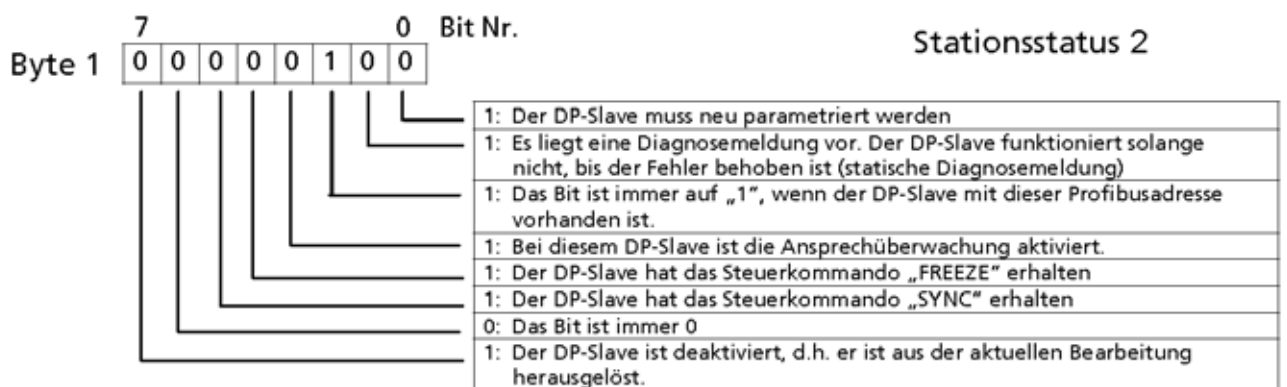 7 0 Bit Nr.
Stationsstatus 2
Byte 1 0 0 0 0 0 1 0 0
1: Der DP-Slave muss neu parametriert werden
1: Es liegt eine Diagnosemeldung vor. Der DP-Slave funktioniert solange
nicht, bis der Fehler behoben ist (statische Diagnosemeldung)
1: Das Bit ist immer auf „1”, wenn der DP-Slave mit dieser Profibusadresse
vorhanden ist.
1: Bei diesem DP-Slave ist die Ansprechüberwachung aktiviert.
1: Der DP-Slave hat das Steuerkommando „FREEZE” erhalten
1: Der DP-Slave hat das Steuerkommando „SYNC” erhalten
0: Das Bit ist immer 0
1: Der DP-Slave ist deaktiviert, d.h. er ist aus der aktuellen Bearbeitung
herausgelöst.